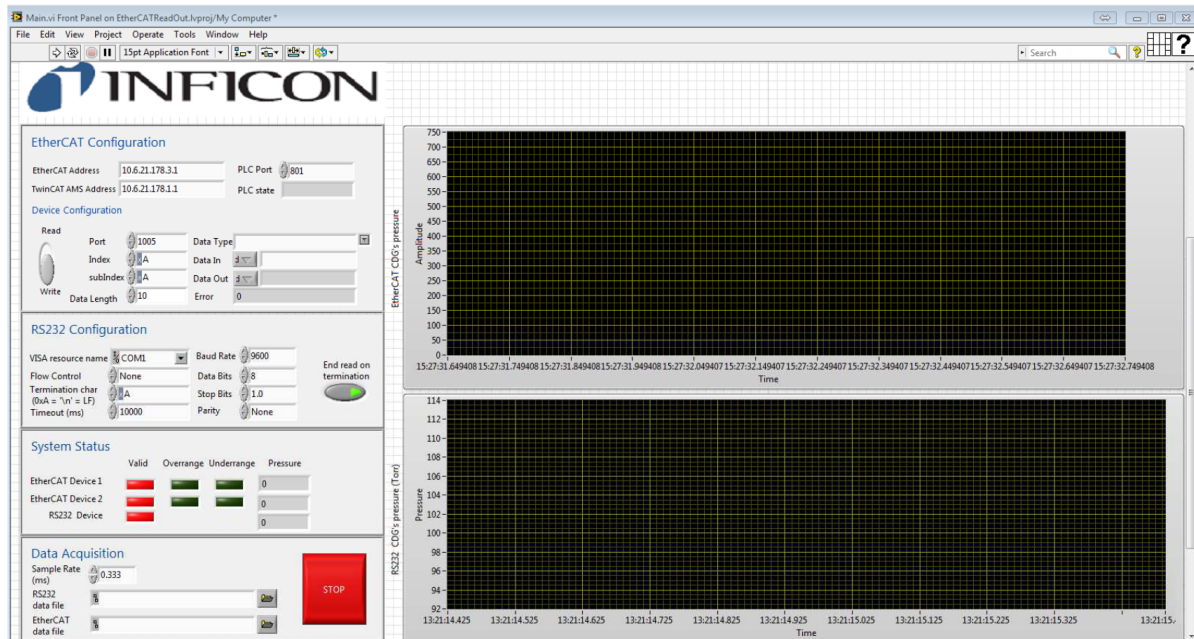 Main.vi Front Panel on EtherCATReadOut.lvproj/My Computer *
File Edit View Project Operate Tools Window Help
15pt Application Font
Search
?
?
INFICON
EtherCAT Configuration
EtherCAT Address 10.6.21.178.3.1 PLC Port 801
TwinCAT AMS Address 10.6.21.178.1.1 PLC state
Device Configuration
Read
Port 1005 Data Type
Index A Data In
subIndex A Data Out
Write
Data Length 10 Error 0
RS232 Configuration
VISA resource name COM1 Baud Rate 9600
Flow Control None Data Bits 8
End read on
termination
Termination char
(0xA = '\n' = LF)
A Stop Bits 1.0
Timeout (ms) 10000 Parity None
System Status
Valid Overrange Underrange Pressure
EtherCAT Device 1 0
EtherCAT Device 2 0
RS232 Device 0
Data Acquisition
Sample Rate
(ms)
0.333
RS232
data file
EtherCAT
data file
STOP
EtherCAT CDG's pressure
Amplitude
750
700
650
600
550
500
450
400
350
300
250
200
150
100
50
0
15:27:31.649408 15:27:31.749408 15:27:31.849408 15:27:31.949408 15:27:32.049407 15:27:32.149407 15:27:32.249407 15:27:32.349407 15:27:32.449407 15:27:32.549407 15:27:32.649407 15:27:32.749408
Time
RS232 CDG's pressure (Torr)
Pressure
114
112
110
108
106
104
102
100
98
96
94
92
13:21:14.425 13:21:14.525 13:21:14.625 13:21:14.725 13:21:14.825 13:21:14.925 13:21:15.025 13:21:15.125 13:21:15.225 13:21:15.325 13:21:15.
Time